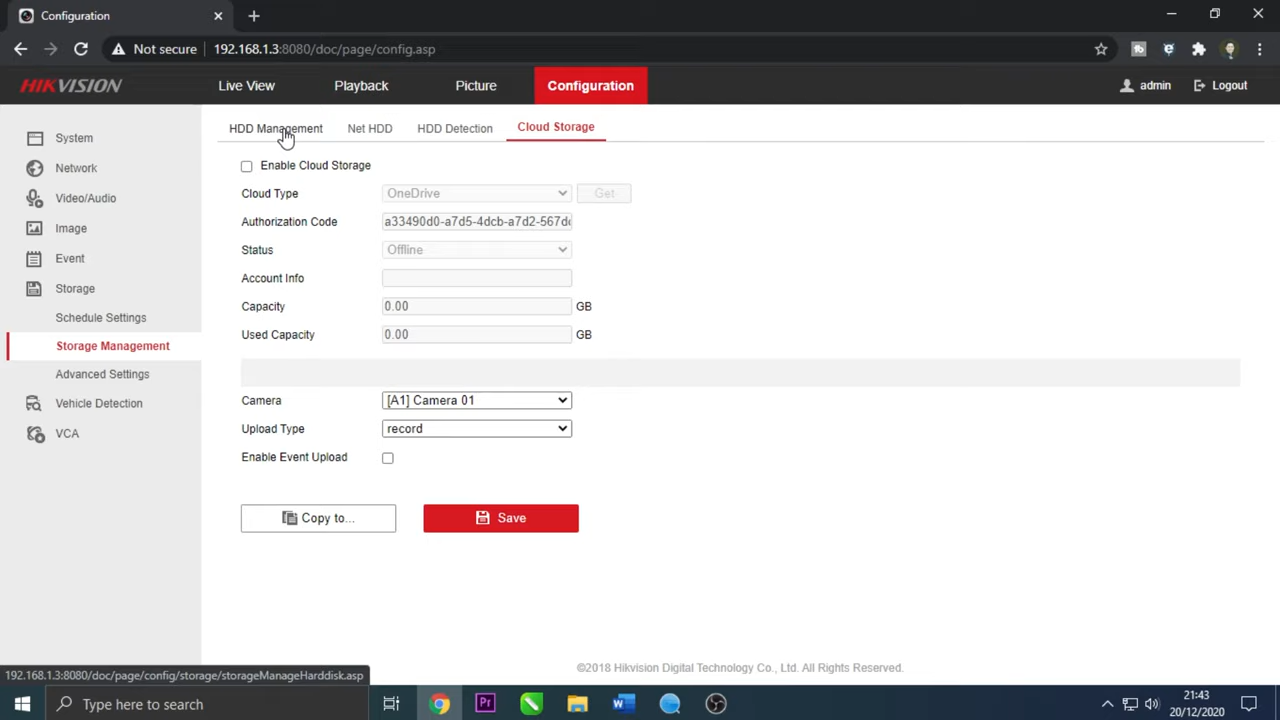 Configuration
Not secure 192.168.1.3:8080/doc/page/config.asp
HIKVISION Live View Playback Picture Configuration admin Logout
HDD Management Net HDD HDD Detection Cloud Storage
System
Network
Video/Audio
Image
Event
Storage
Schedule Settings
Storage Management
Advanced Settings
Vehicle Detection
VCA
Enable Cloud Storage
Cloud Type OneDrive Get
Authorization Code a33490d0-a7d5-4dcb-a7d2-567d
Status Offline
Account Info
Capacity 0.00 GB
Used Capacity 0.00 GB
Camera [A1] Camera 01
Upload Type record
Enable Event Upload
Copy to... Save
©2018 Hikvision Digital Technology Co., Ltd. All Rights Reserved.
192.168.1.3:8080/doc/page/config/storage/storageManageHarddisk.asp
Type here to search
Pr
W
21:43
20/12/2020